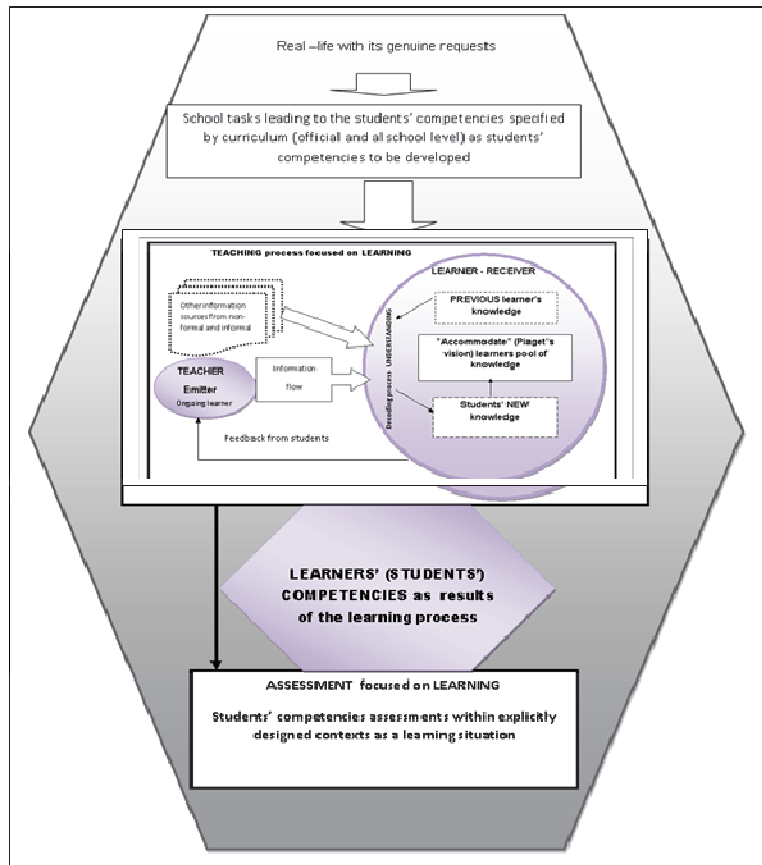 Real –life with its genuine requests
School tasks leading to the students' competencies specified
by curriculum (official and al school level) as students'
competencies to be developed
TEACHING process focused on LEARNING
LEARNER - RECEIVER
Other information
sources from non-
formal and informal
PREVIOUS learner's
knowledge
"Accommodate" (Piaget"s
vision) learners pool of
knowledge
Decoding process UNDERSTANDING
TEACHIER
Emitter
Ongoing learner
Information
flow
Students' NEW
knowledge
Feedback from students
LEARNERS' (STUDENTS')
COMPETENCIES as results
of the learning process
ASSESSMENT focused on LEARNING
Students' competencies assessments within explickitly
designed contexts as a learning situation